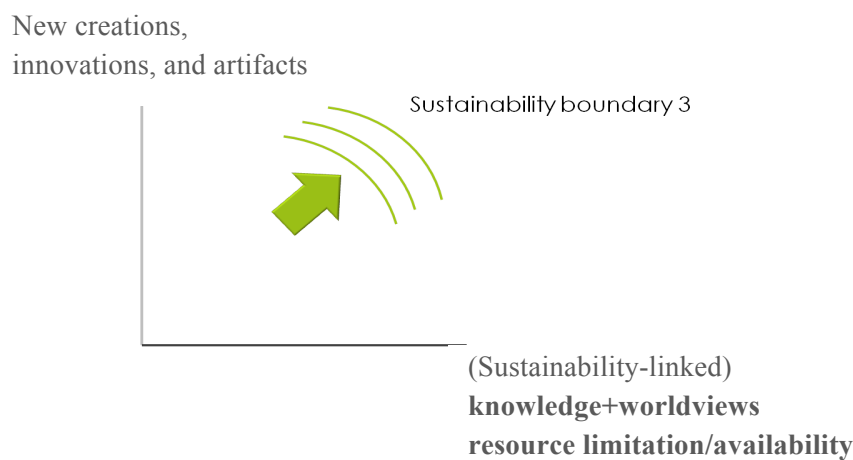 New creations,
innovations, and artifacts
Sustainability boundary 3
(Sustainability-linked)
knowledge+worldviews
resource limitation/availability